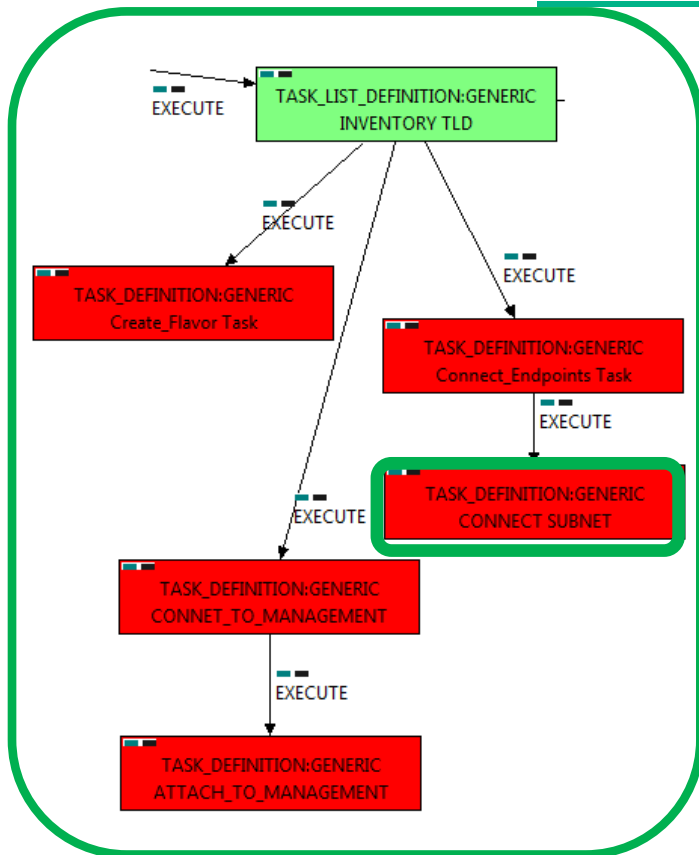 TASK_LIST_DEFINITION:GENERIC
INVENTORY TLD
EXECUTE
EXECUTE
EXECUTE
TASK_DEFINITION:GENERIC
Create_Flavor Task
TASK_DEFINITION:GENERIC
Connect_Endpoints Task
EXECUTE
TASK_DEFINITION:GENERIC
CONNECT SUBNET
EXECUTE
TASK_DEFINITION:GENERIC
CONNET_TO_MANAGEMENT
EXECUTE
TASK_DEFINITION:GENERIC
ATTACH_TO_MANAGEMENT